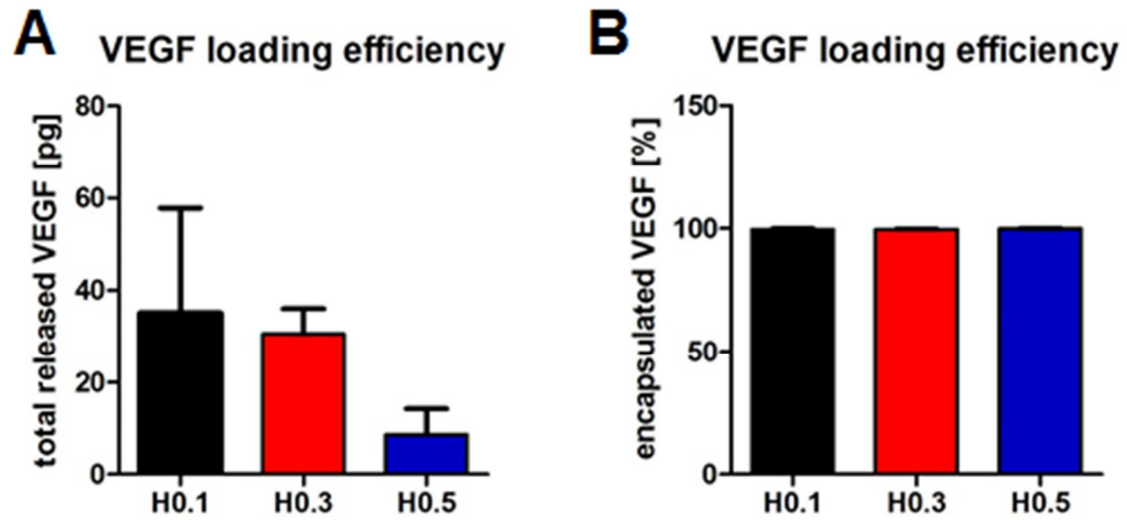 A
VEGF loading efficiency
total released VEGF [pg]
80
60
40
20
0
H0.1 H0.3 H0.5
B
VEGF loading efficiency
encapsulated VEGF [%]
150
100
50
0
H0.1 H0.3 H0.5